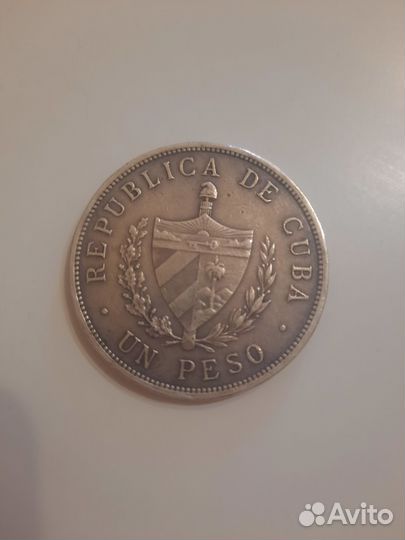 REPUBLICA DE CUBA
· UN PESO ·
Avito